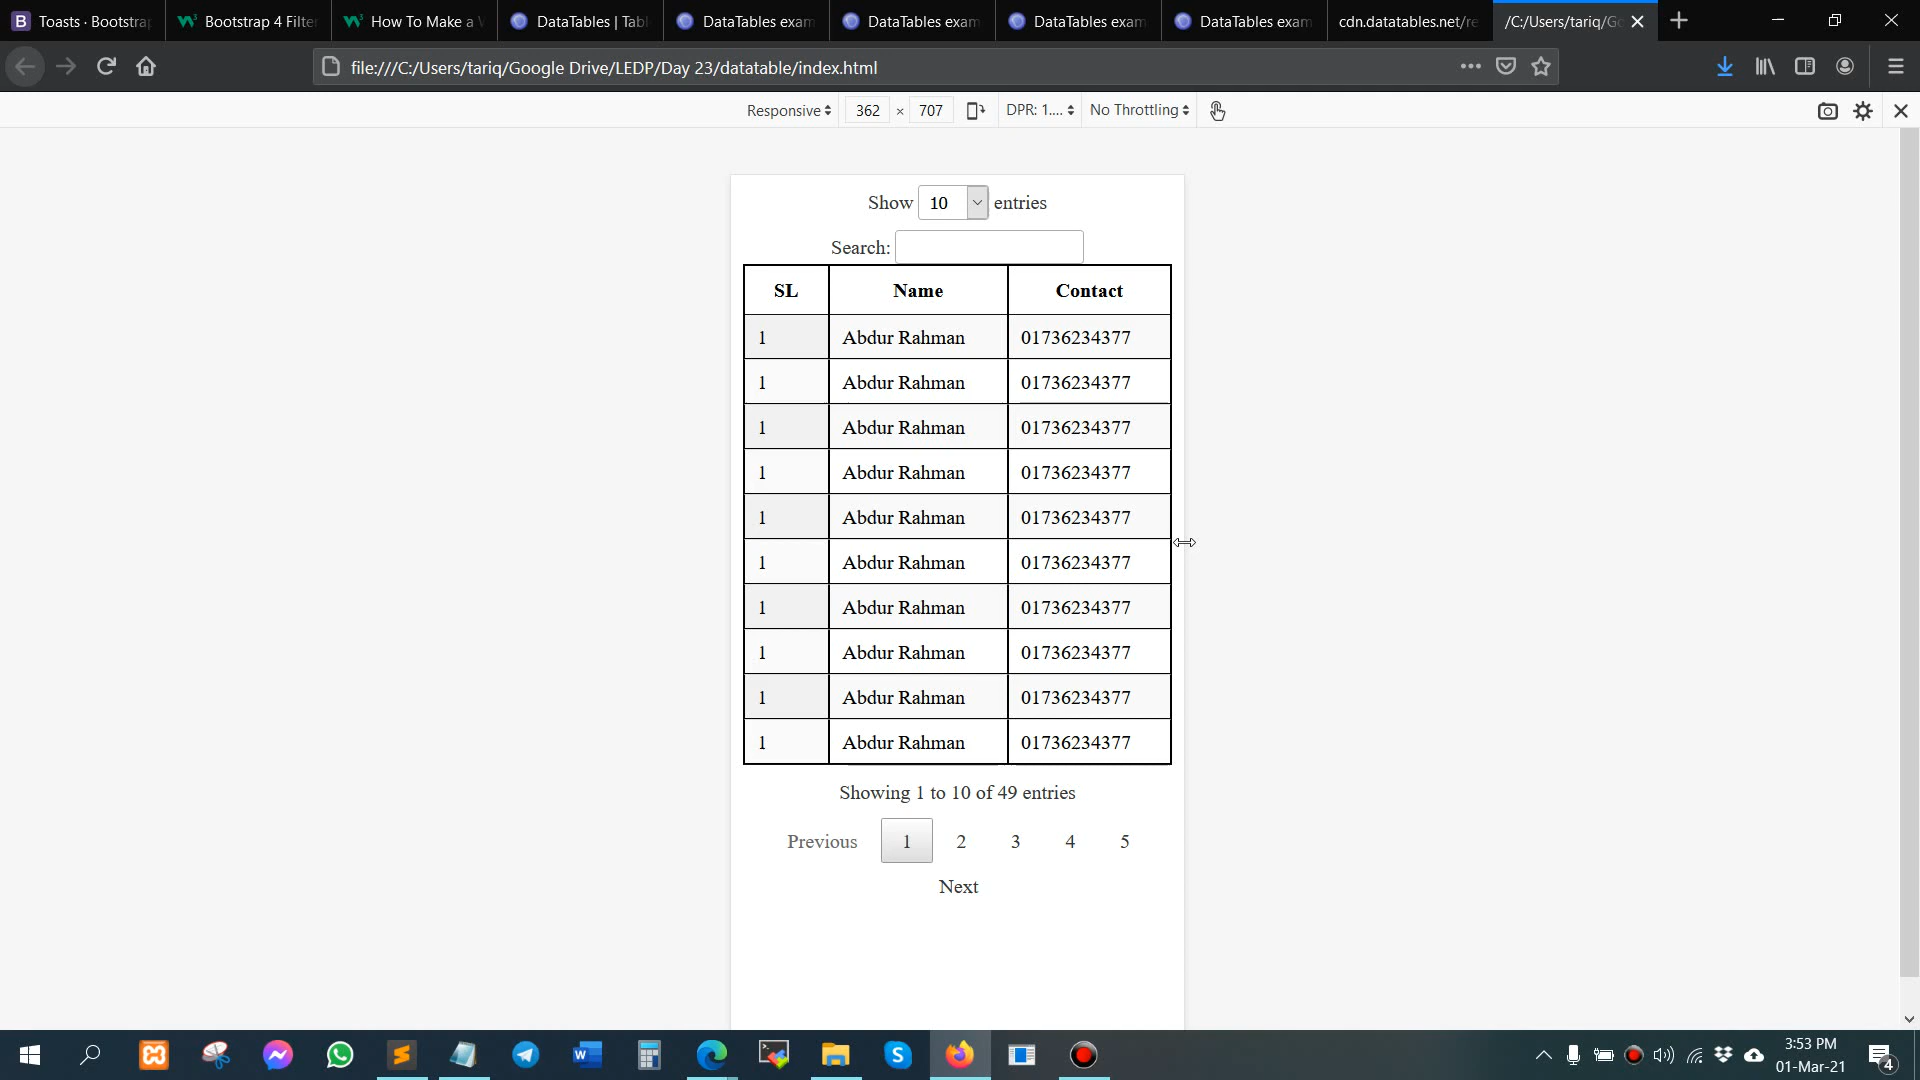 Toasts · Bootstrap
Bootstrap 4 Filter
How To Make a
DataTables | Tabl
DataTables exam
DataTables exam
DataTables exam
DataTables exam
cdn.datatables.net/re
/C:/Users/tariq/Go
file:///C:/Users/tariq/Google Drive/LEDP/Day 23/datatable/index.html
Responsive 362 × 707 DPR: 1.... No Throttling
Show 10 entries
Search:
SL Name Contact
1 Abdur Rahman 01736234377
1 Abdur Rahman 01736234377
1 Abdur Rahman 01736234377
1 Abdur Rahman 01736234377
1 Abdur Rahman 01736234377
1 Abdur Rahman 01736234377
1 Abdur Rahman 01736234377
1 Abdur Rahman 01736234377
1 Abdur Rahman 01736234377
1 Abdur Rahman 01736234377
Showing 1 to 10 of 49 entries
Previous 1 2 3 4 5
Next
3:53 PM
01-Mar-21
4